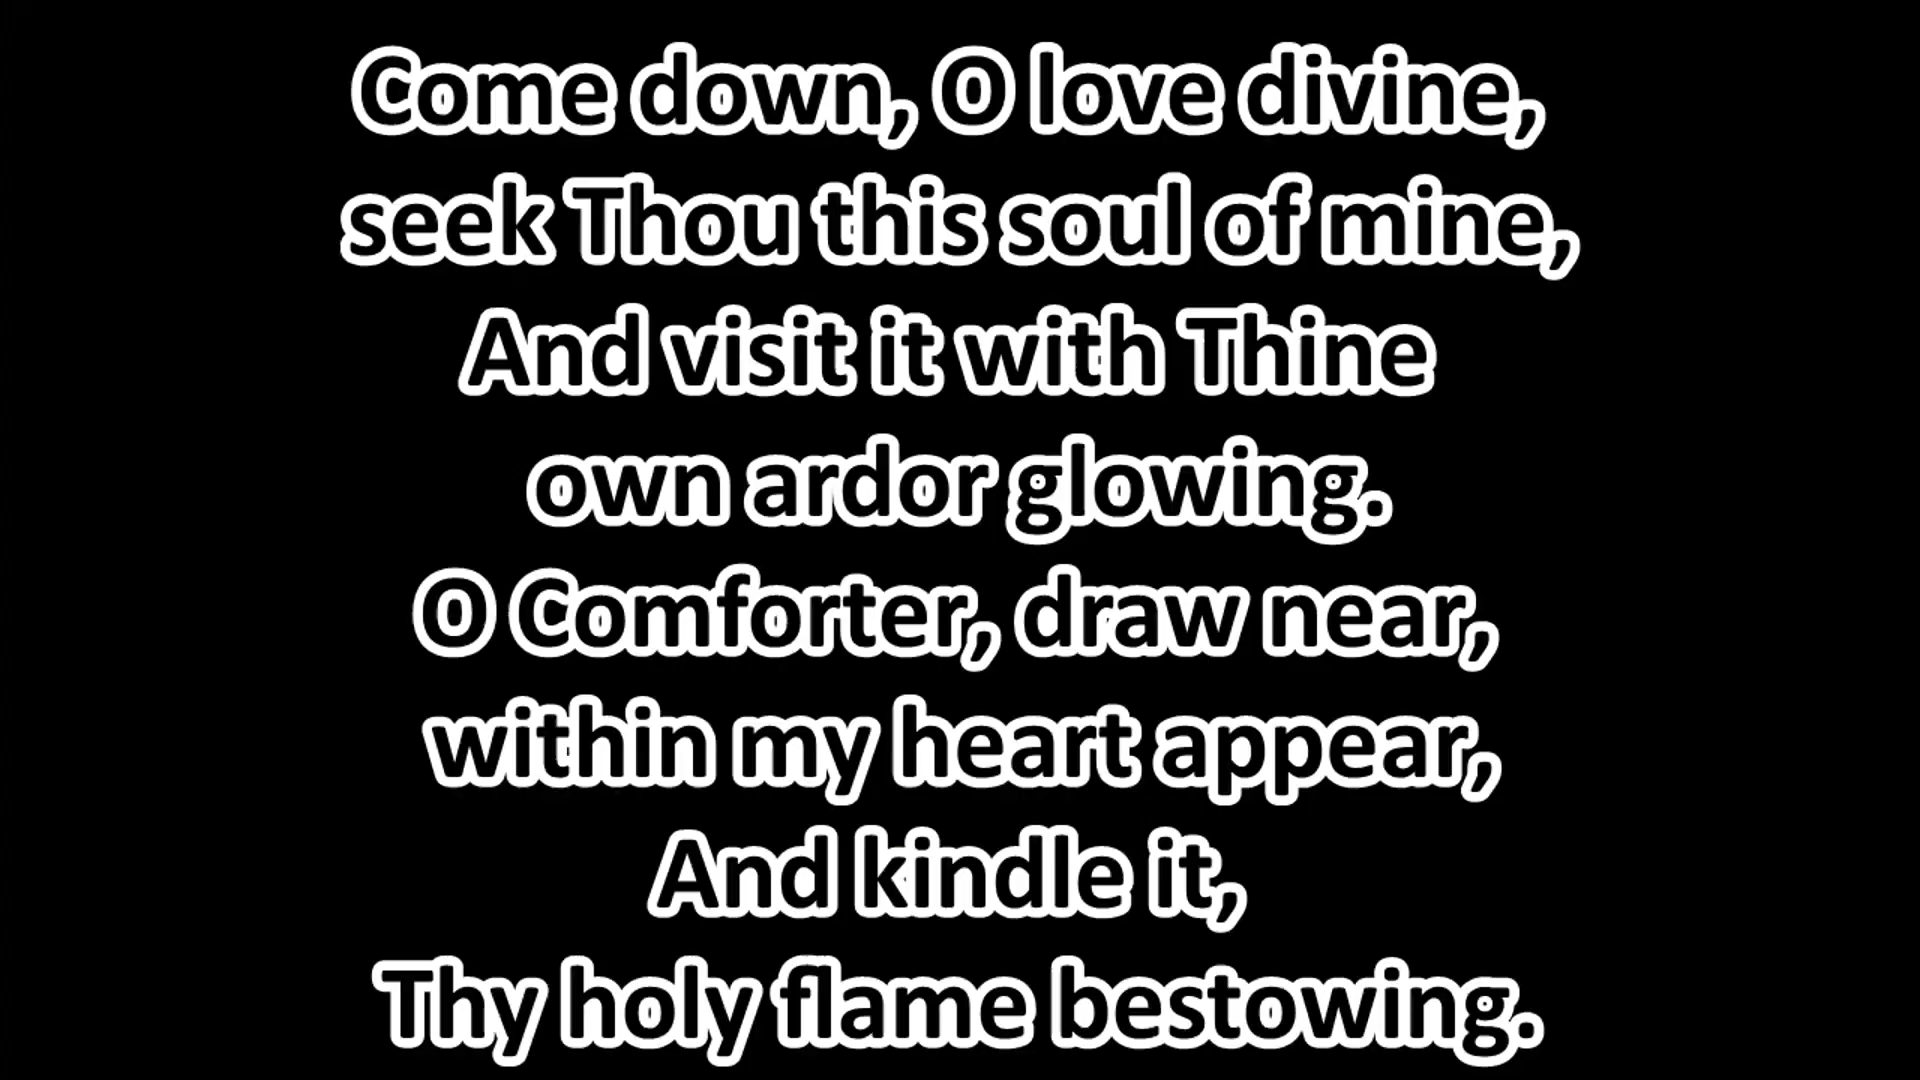 Come down, O love divine,
seek Thou this soul of mine,
And visit it with Thine
own ardor glowing.
O Comforter, draw near,
within my heart appear,
And kindle it,
Thy holy flame bestowing.